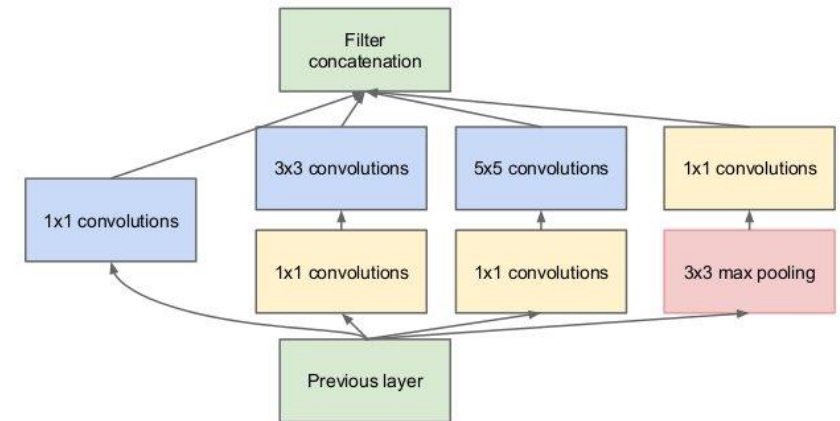 Filter
concatenation
3x3 convolutions
5x5 convolutions
1x1 convolutions
1x1 convolutions
1x1 convolutions
1x1 convolutions
3x3 max pooling
Previous layer